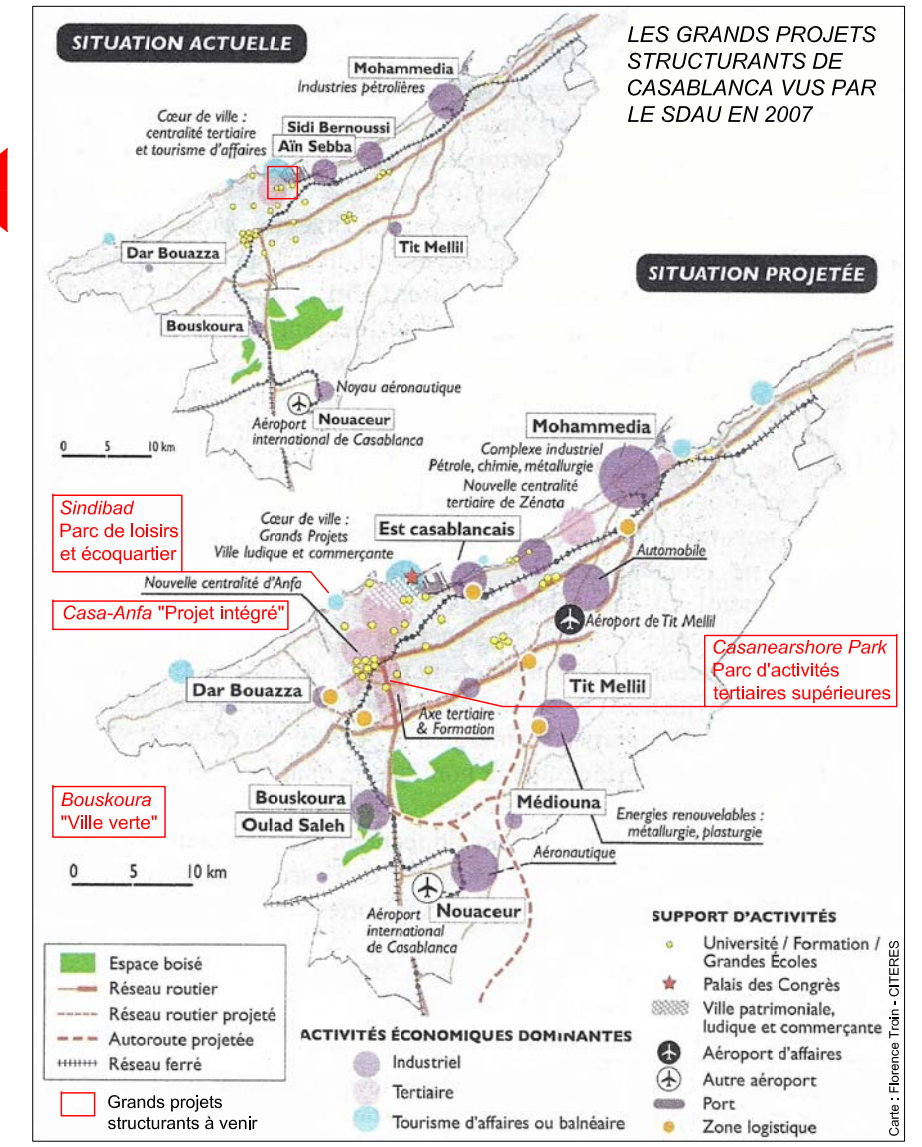 SITUATION ACTUELLE
LES GRANDS PROJETS
STRUCTURANTS DE
CASABLANCA VUS PAR
LE SDAU EN 2007
Mohammedia
Industries pétrolières
Cœur de ville :
centralité tertiaire
et tourisme d'affaires
Sidi Bernoussi
Aïn Sebba
Dar Bouazza
Tit Mellil
Bouskoura
Noyau aéronautique
Nouaceur
Aéroport
international de Casablanca
0 5 10 km
SITUATION PROJETÉE
Mohammedia
Complexe industriel
Pétrole, chimie, métallurgie
Nouvelle centralité
tertiaire de Zénata
Sindibad
Parc de loisirs
et écoquartier
Cœur de ville :
Grands Projets
Ville ludique et commerçante
Est casablancais
Automobile
Nouvelle centralité d'Anfa
Casa-Anfa "Projet intégré"
Aéroport de Tit Mellil
Casanearshore Park
Parc d'activités
tertiaires supérieures
Dar Bouazza
Tit Mellil
Axe tertiaire
& Formation
Bouskoura
"Ville verte"
Bouskoura
Oulad Saleh
Médiouna
Energies renouvelables :
métallurgie, plasturgie
Aéronautique
0 5 10 km
Nouaceur
Aéroport
international
de Casablanca
Espace boisé
Réseau routier
Réseau routier projeté
Autoroute projetée
Réseau ferré
Grands projets
structurants à venir
ACTIVITÉS ÉCONOMIQUES DOMINANTES
Industriel
Tertiaire
Tourisme d'affaires ou balnéaire
SUPPORT D'ACTIVITÉS
Université / Formation /
Grandes Écoles
Palais des Congrès
Ville patrimoniale,
ludique et commerçante
Aéroport d'affaires
Autre aéroport
Port
Zone logistique
Carte : Florence Troin - CITERES